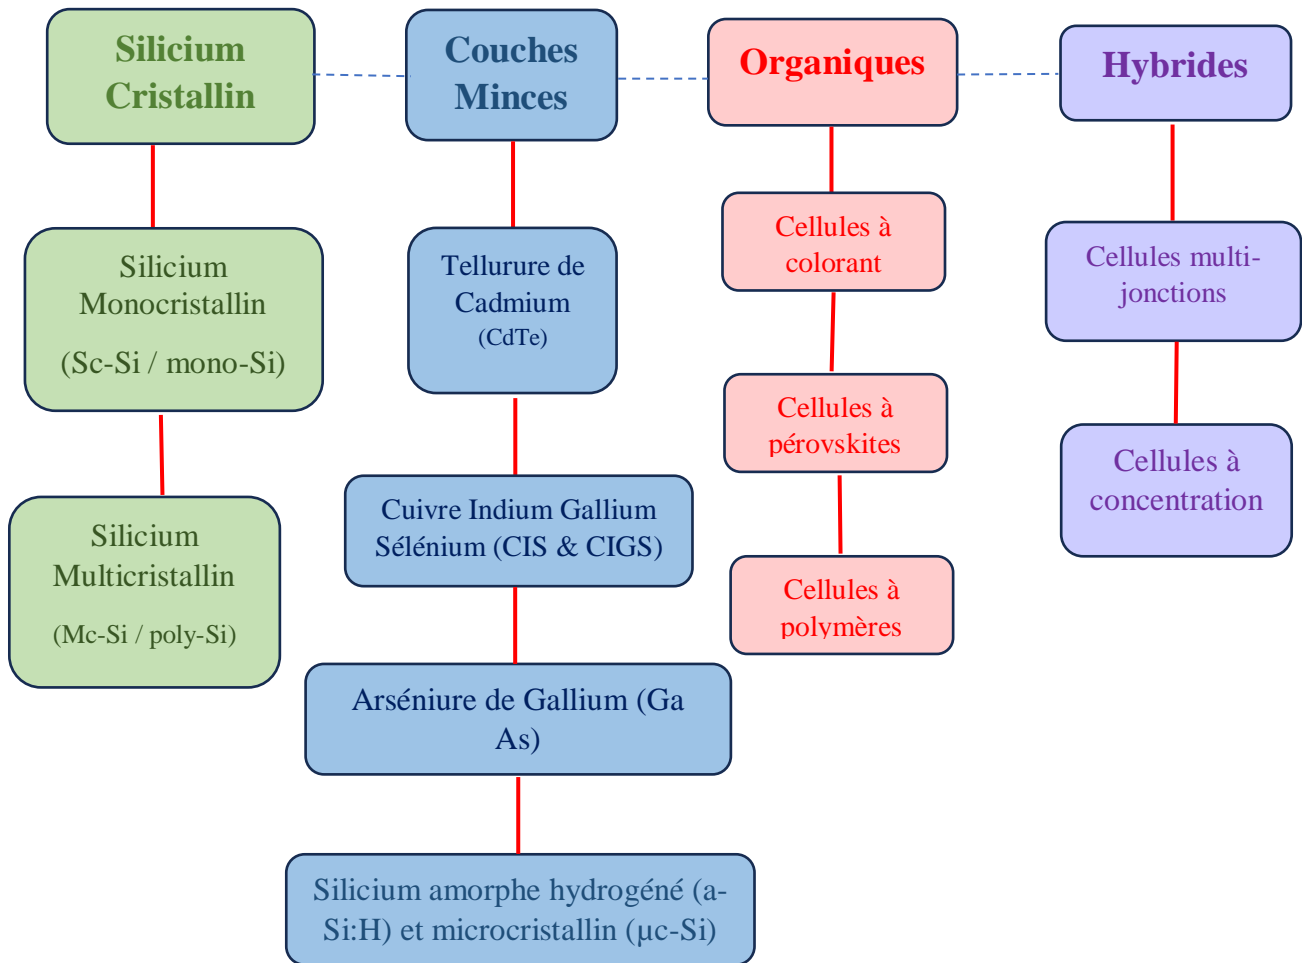 Silicium
Cristallin
Couches
Minces
Organiques
Hybrides
Silicium
Monocristallin
(Sc-Si / mono-Si)
Silicium
Multicristallin
(Mc-Si / poly-Si)
Tellurure de
Cadmium
(CdTe)
Cuivre Indium Gallium
Sélénium (CIS & CIGS)
Arséniure de Gallium (Ga
As)
Silicium amorphe hydrogéné (a-
Si:H) et microcristallin (µc-Si)
Cellules à
colorant
Cellules à
pérovskites
Cellules à
polymères
Cellules multi-
jonctions
Cellules à
concentration